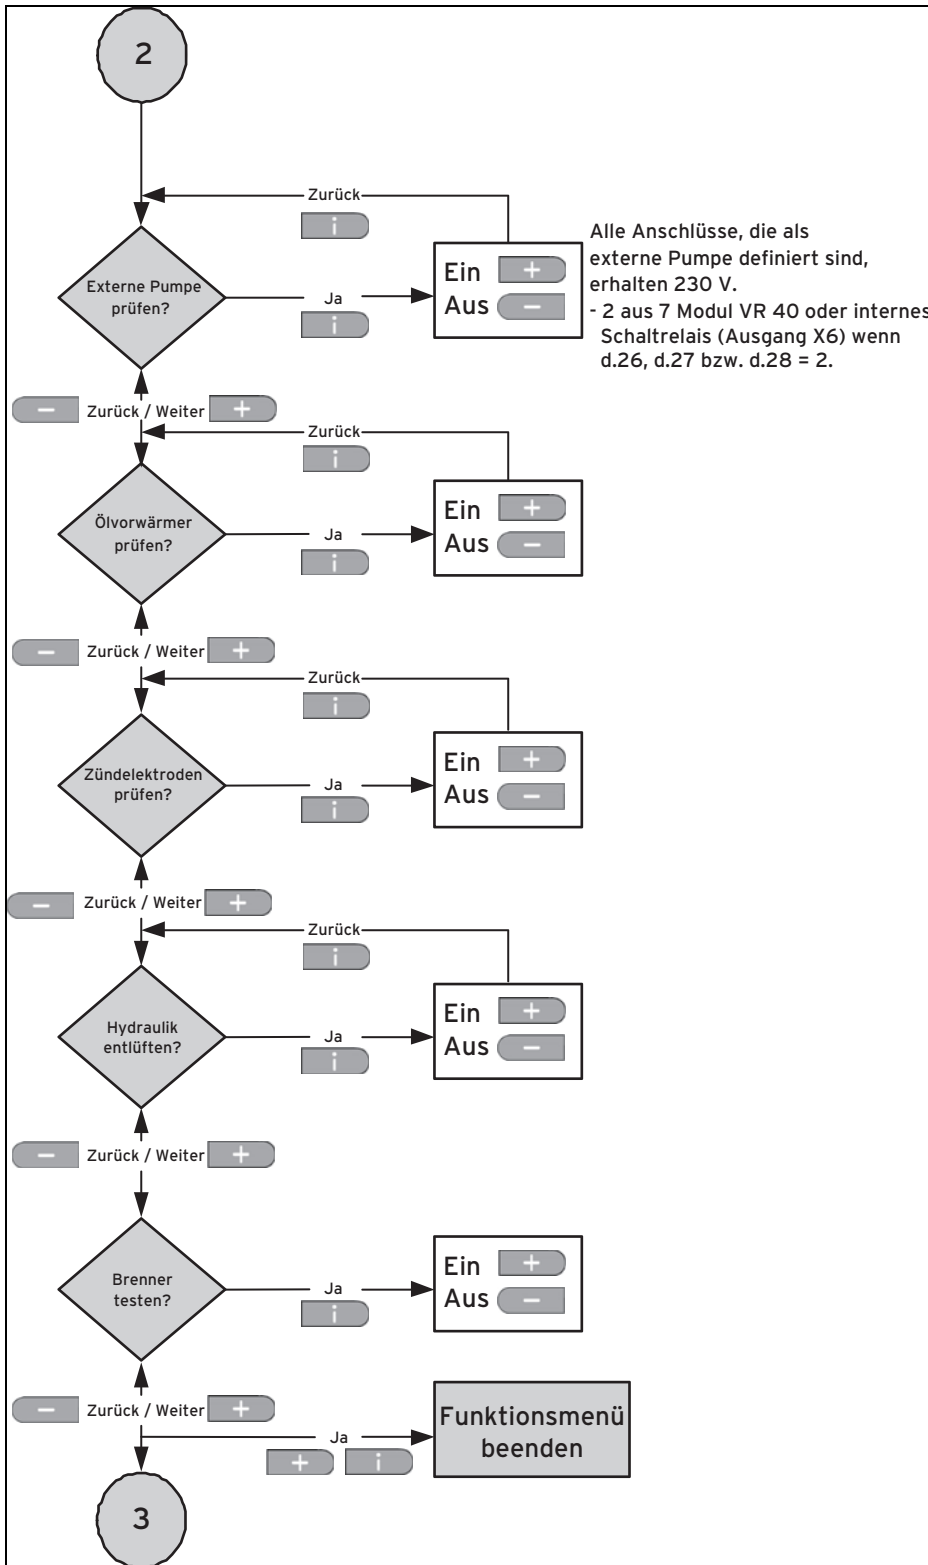 2
Zurück
i
Externe Pumpe
prüfen?
Ja
i
Ein +
Aus −
Alle Anschlüsse, die als
externe Pumpe definiert sind,
erhalten 230 V.
- 2 aus 7 Modul VR 40 oder internes
Schaltrelais (Ausgang X6) wenn
d.26, d.27 bzw. d.28 = 2.
− Zurück / Weiter +
Zurück
i
Ölvorwärmer
prüfen?
Ja
i
Ein +
Aus −
− Zurück / Weiter +
Zurück
i
Zündelektroden
prüfen?
Ja
i
Ein +
Aus −
− Zurück / Weiter +
Zurück
i
Hydraulik
entlüften?
Ja
i
Ein +
Aus −
− Zurück / Weiter +
Brenner
testen?
Ja
i
Ein +
Aus −
− Zurück / Weiter +
Ja
+ i
Funktionsmenü
beenden
3